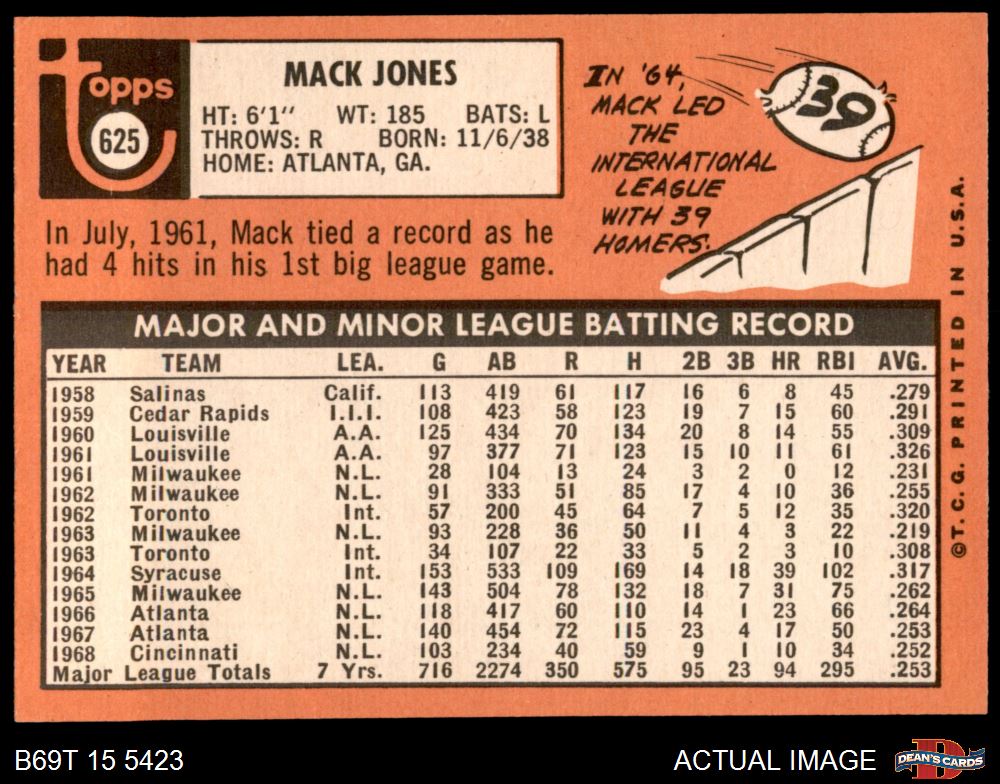 Topps
625
MACK JONES
HT: 6'1" WT: 185 BATS: L
THROWS: R BORN: 11/6/38
HOME: ATLANTA, GA.
In July, 1961, Mack tied a record as he
had 4 hits in his 1st big league game.
IN '64,
MACK LED
THE
INTERNATIONAL
LEAGUE
WITH 39
HOMERS.
39
MAJOR AND MINOR LEAGUE BATTING RECORD
YEAR TEAM LEA. G AB R H 2B 3B HR RBI AVG.
1958 Salinas Calif. 113 419 61 117 16 6 8 45 .279
1959 Cedar Rapids I.I.I. 108 423 58 123 19 7 15 60 .291
1960 Louisville A.A. 125 434 70 134 20 8 14 55 .309
1961 Louisville A.A. 97 377 71 123 15 10 11 61 .326
1961 Milwaukee N.L. 28 104 13 24 3 2 0 12 .231
1962 Milwaukee N.L. 91 333 51 85 17 4 10 36 .255
1962 Toronto Int. 57 200 45 64 7 5 12 35 .320
1963 Milwaukee N.L. 93 228 36 50 11 4 3 22 .219
1963 Toronto Int. 34 107 22 33 5 2 3 10 .308
1964 Syracuse Int. 153 533 109 169 14 18 39 102 .317
1965 Milwaukee N.L. 143 504 78 132 18 7 31 75 .262
1966 Atlanta N.L. 118 417 60 110 14 1 23 66 .264
1967 Atlanta N.L. 140 454 72 115 23 4 17 50 .253
1968 Cincinnati N.L. 103 234 40 59 9 1 10 34 .252
Major League Totals 7 Yrs. 716 2274 350 575 95 23 94 295 .253
©T.C.G. PRINTED IN U.S.A.
B69T 15 5423
ACTUAL IMAGE
DEAN'S CARDS